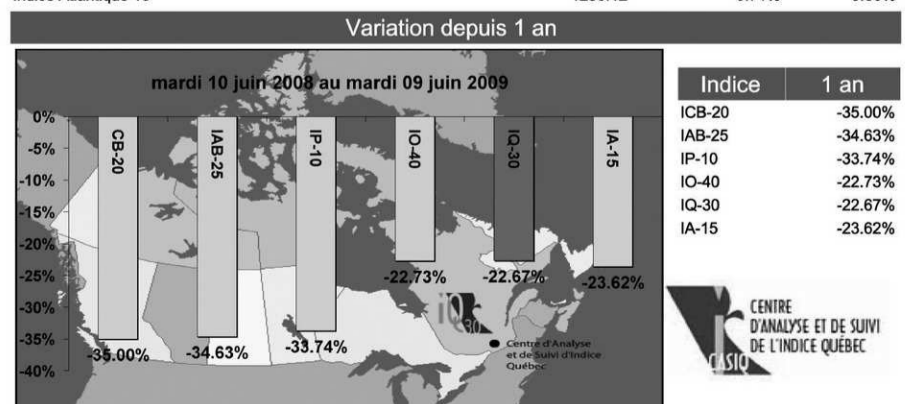 Variation depuis 1 an
mardi 10 juin 2008 au mardi 09 juin 2009
0%
-5%
-10%
-15%
-20%
-25%
-30%
-35%
-40%
CB-20
IAB-25
IP-10
IO-40
IQ-30
IA-15
-35.00%
-34.63%
-33.74%
-22.73%
-22.67%
-23.62%
iQ30
Centre d'Analyse
et de Suivi d'Indice
Québec
Indice 1 an
ICB-20 -35.00%
IAB-25 -34.63%
IP-10 -33.74%
IO-40 -22.73%
IQ-30 -22.67%
IA-15 -23.62%
CENTRE
D'ANALYSE ET DE SUIVI
DE L'INDICE QUÉBEC
CASIQ